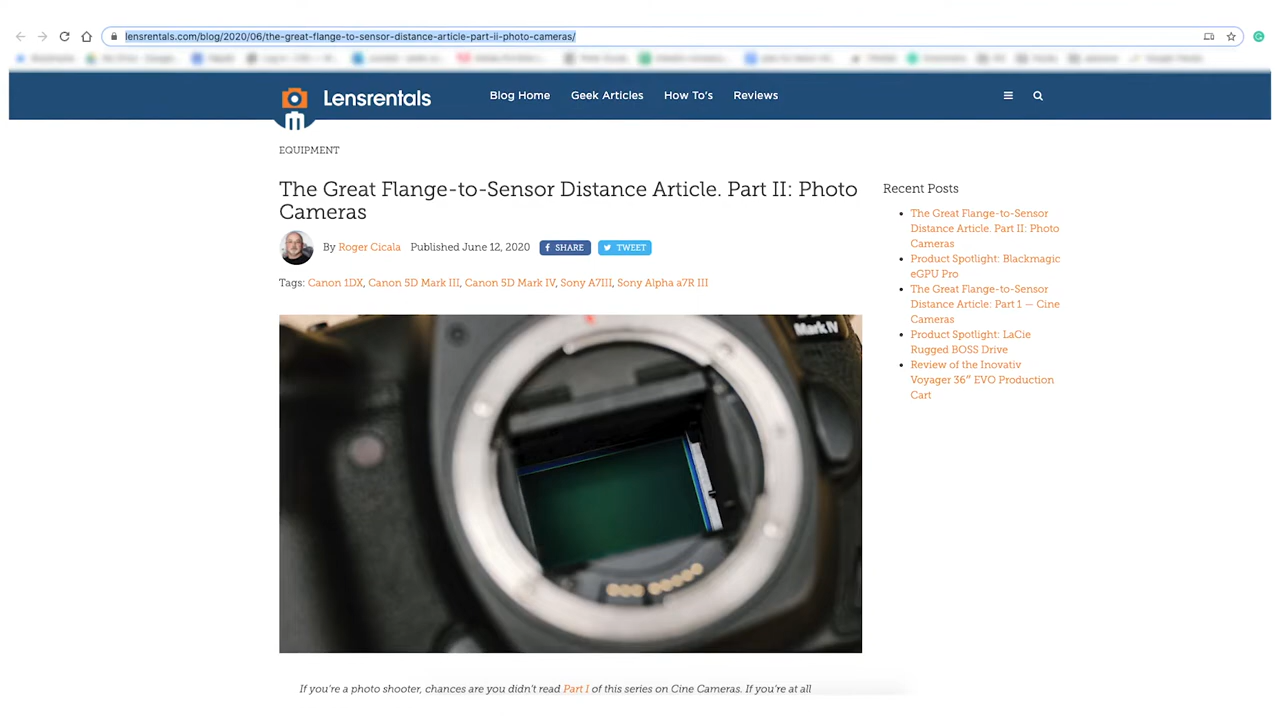 lensrentals.com/blog/2020/06/the-great-flange-to-sensor-distance-article-part-ii-photo-cameras/
Lensrentals
Blog Home
Geek Articles
How To's
Reviews
EQUIPMENT
The Great Flange-to-Sensor Distance Article. Part II: Photo
Cameras
By Roger Cicala Published June 12, 2020 SHARE TWEET
Tags: Canon 1DX, Canon 5D Mark III, Canon 5D Mark IV, Sony A7III, Sony Alpha a7R III
Mark IV
If you're a photo shooter, chances are you didn't read Part I of this series on Cine Cameras. If you're at all
Recent Posts
The Great Flange-to-Sensor
Distance Article. Part II: Photo
Cameras
Product Spotlight: Blackmagic
eGPU Pro
The Great Flange-to-Sensor
Distance Article: Part 1 — Cine
Cameras
Product Spotlight: LaCie
Rugged BOSS Drive
Review of the Inovativ
Voyager 36″ EVO Production
Cart